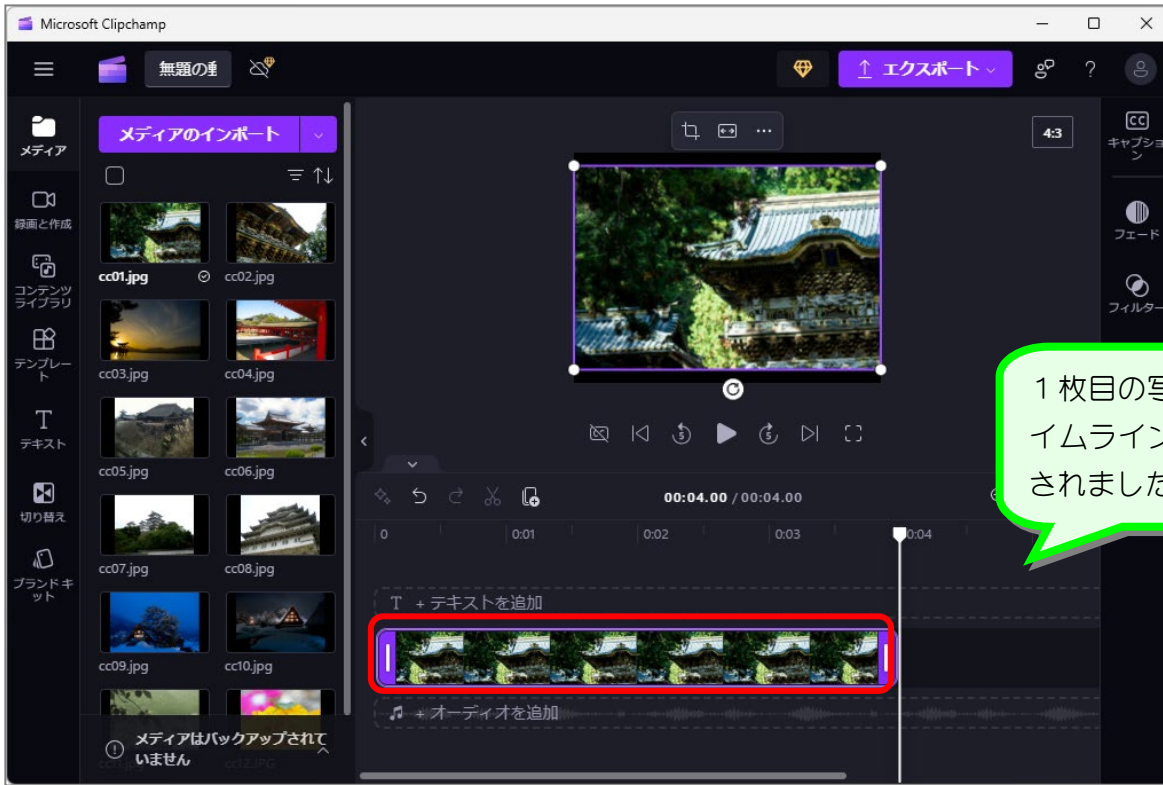 Microsoft Clipchamp
無題の重
エクスポート
?
メディア
録画と作成
コンテンツ
ライブラリ
テンプレー
ト
T
テキスト
切り替え
ブランドキ
ット
メディアのインポート
cc01.jpg
cc02.jpg
cc03.jpg
cc04.jpg
cc05.jpg
cc06.jpg
cc07.jpg
cc08.jpg
cc09.jpg
cc10.jpg
メディアはバックアップされて
いません
cc12.JPG
4:3
CC
キャプショ
ン
フェード
フィルター
1枚目の写
イムライン
されました
5
5
00:04.00 / 00:04.00
0
0:01
0:02
0:03
0:04
T + テキストを追加
+ オーディオを追加